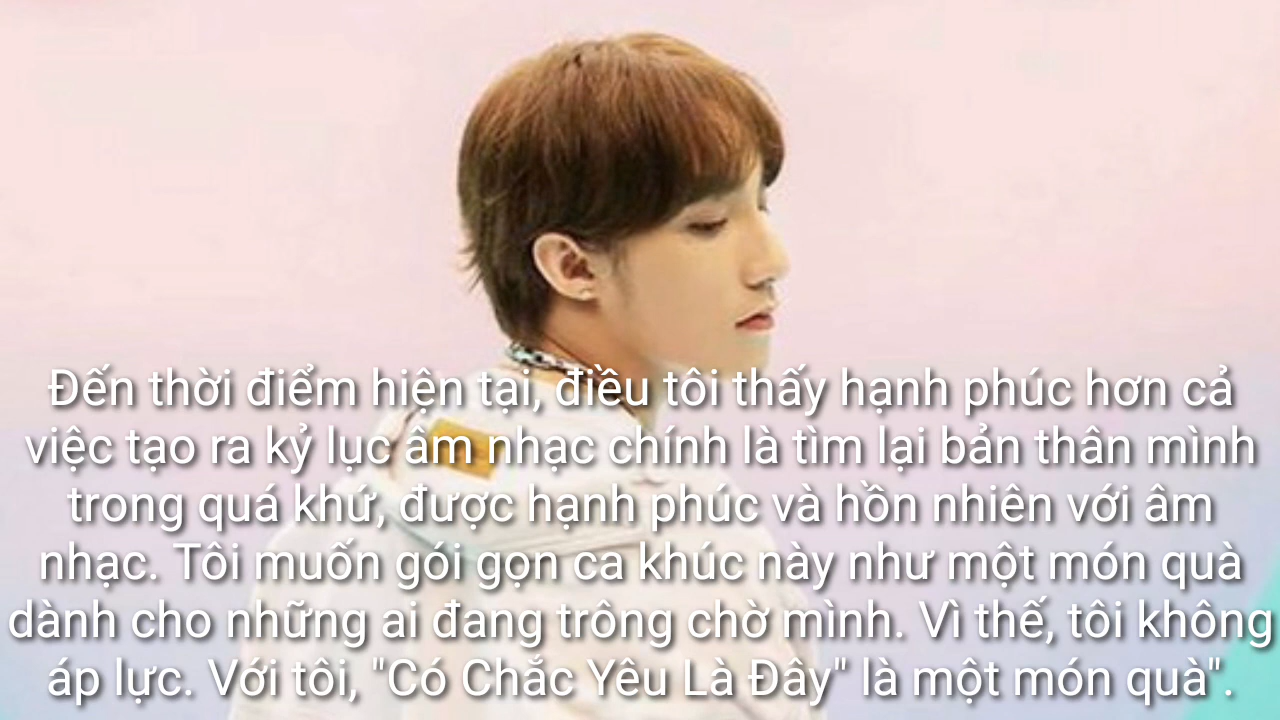 Đến thời điểm hiện tại, điều tôi thấy hạnh phúc hơn cả
việc tạo ra kỷ lục âm nhạc chính là tìm lại bản thân mình
trong quá khứ, được hạnh phúc và hồn nhiên với âm
nhạc. Tôi muốn gói gọn ca khúc này như một món quà
dành cho những ai đang trông chờ mình. Vì thế, tôi không
áp lực. Với tôi, "Có Chắc Yêu Là Đây" là một món quà".